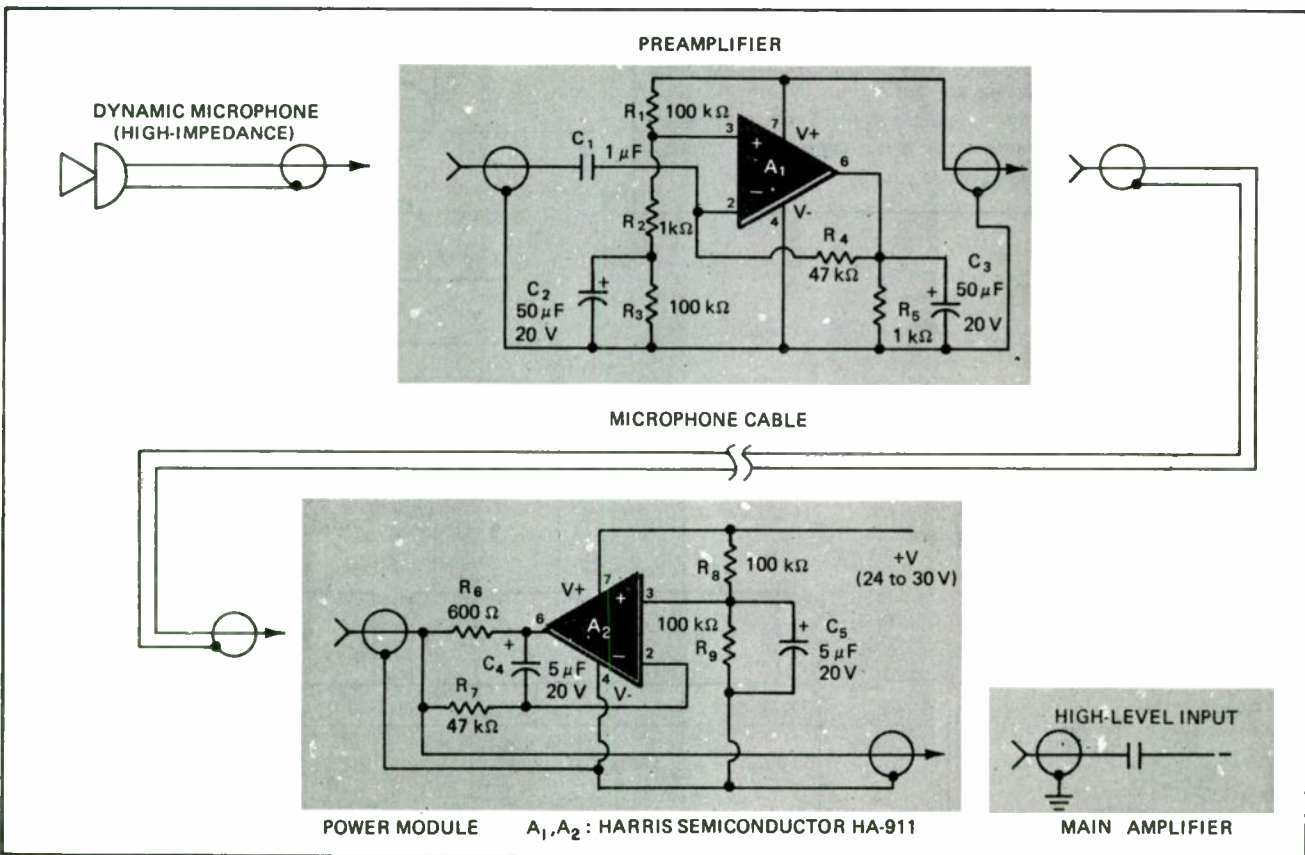 PREAMPLIFIER
DYNAMIC MICROPHONE
(HIGH-IMPEDANCE)
R1 100 kΩ
C1
1 μF
3
7
V+
+
A1
6
−
2
4
V-
R2 1kΩ
R4
47 kΩ
C2
50 μF
20 V
+
R3 100 kΩ
R5
1 kΩ
C3
50 μF
20 V
+
MICROPHONE CABLE
+V
(24 to 30 V)
R8 100 kΩ
R6
600 Ω
V+
7
+
3
6
A2
100 kΩ
R9
+
C5
5 μF
20 V
C4
+
5 μF
20 V
−
2
4
V-
R7
47 kΩ
HIGH-LEVEL INPUT
POWER MODULE
A1,A2: HARRIS SEMICONDUCTOR HA-911
MAIN AMPLIFIER